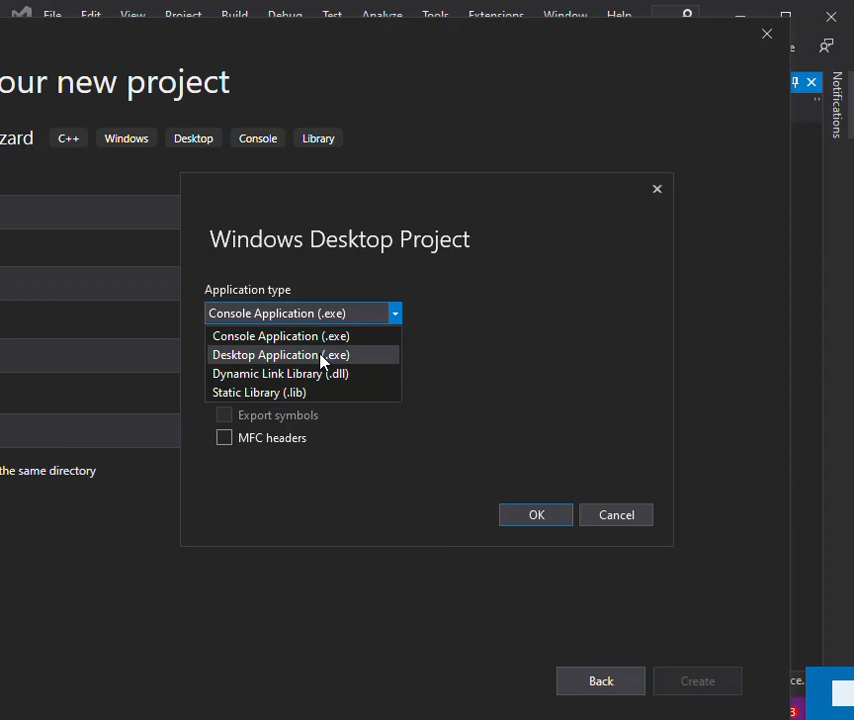 File Edit View Project Build Debug Test Analyze Tools Extensions Window Help
our new project
zard C++ Windows Desktop Console Library
Notifications
Windows Desktop Project
Application type
Console Application (.exe)
Console Application (.exe)
Desktop Application (.exe)
Dynamic Link Library (.dll)
Static Library (.lib)
Export symbols
MFC headers
the same directory
OK Cancel
Back Create
ce..
3